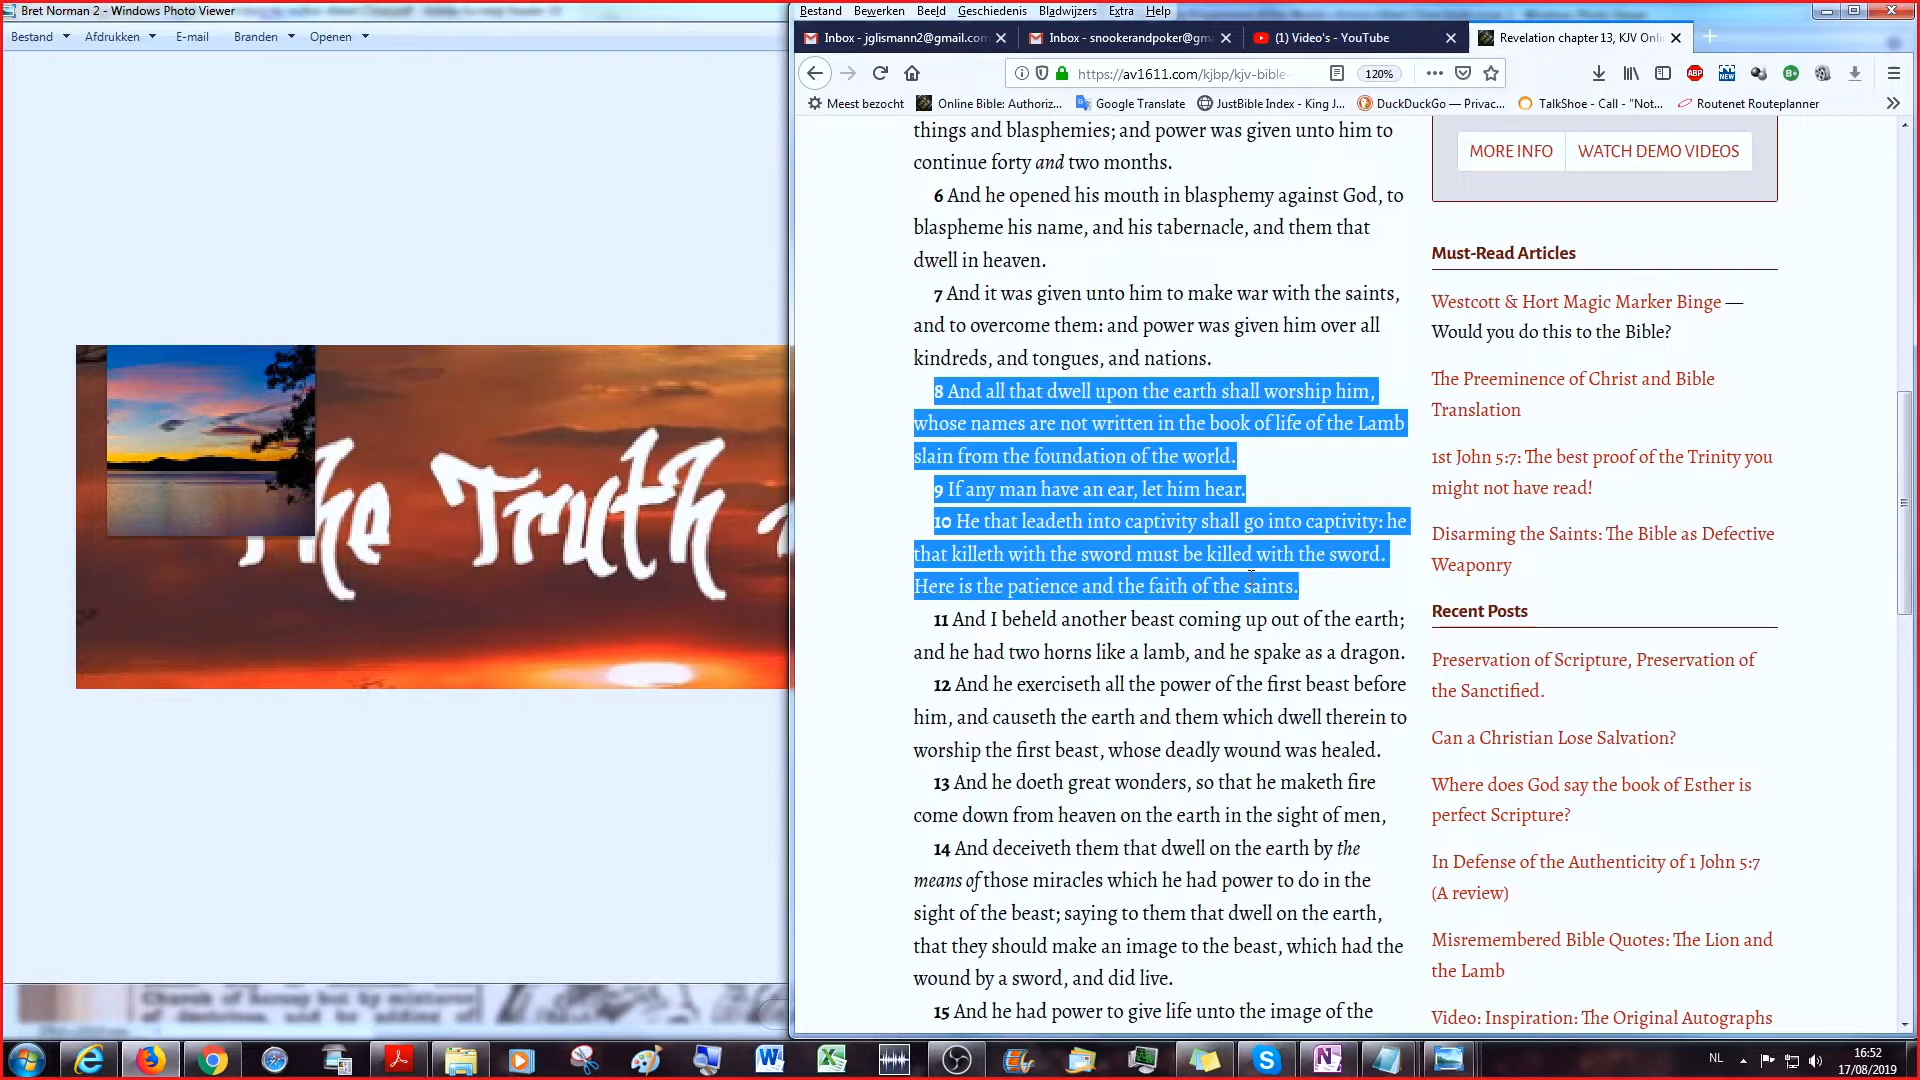 Bret Norman 2 - Windows Photo Viewer
Bestand Afdrukken E-mail Branden Openen
The Truth
Bestand Bewerken Beeld Geschiedenis Bladwijzers Extra Help
Inbox - jglismann2@gmail.com
Inbox - snookerandpoker@gm
(1) Video's - YouTube
Revelation chapter 13, KJV Onli
https://av1611.com/kjbp/kjv-bible-
120%
Meest bezocht
Online Bible: Authoriz...
Google Translate
JustBible Index - King J...
DuckDuckGo — Privac...
TalkShoe - Call - "Not...
Routenet Routeplanner
things and blasphemies; and power was given unto him to
continue forty and two months.
6 And he opened his mouth in blasphemy against God, to
blaspheme his name, and his tabernacle, and them that
dwell in heaven.
7 And it was given unto him to make war with the saints,
and to overcome them: and power was given him over all
kindreds, and tongues, and nations.
8 And all that dwell upon the earth shall worship him,
whose names are not written in the book of life of the Lamb
slain from the foundation of the world.
9 If any man have an ear, let him hear.
10 He that leadeth into captivity shall go into captivity: he
that killeth with the sword must be killed with the sword.
Here is the patience and the faith of the saints.
11 And I beheld another beast coming up out of the earth;
and he had two horns like a lamb, and he spake as a dragon.
12 And he exerciseth all the power of the first beast before
him, and causeth the earth and them which dwell therein to
worship the first beast, whose deadly wound was healed.
13 And he doeth great wonders, so that he maketh fire
come down from heaven on the earth in the sight of men,
14 And deceiveth them that dwell on the earth by the
means of those miracles which he had power to do in the
sight of the beast; saying to them that dwell on the earth,
that they should make an image to the beast, which had the
wound by a sword, and did live.
15 And he had power to give life unto the image of the
MORE INFO
WATCH DEMO VIDEOS
Must-Read Articles
Westcott & Hort Magic Marker Binge —
Would you do this to the Bible?
The Preeminence of Christ and Bible
Translation
1st John 5:7: The best proof of the Trinity you
might not have read!
Disarming the Saints: The Bible as Defective
Weaponry
Recent Posts
Preservation of Scripture, Preservation of
the Sanctified.
Can a Christian Lose Salvation?
Where does God say the book of Esther is
perfect Scripture?
In Defense of the Authenticity of 1 John 5:7
(A review)
Misremembered Bible Quotes: The Lion and
the Lamb
Video: Inspiration: The Original Autographs
Church of heresy but by mixtures
of doctrines, and by adding of
NL
16:52
17/08/2019